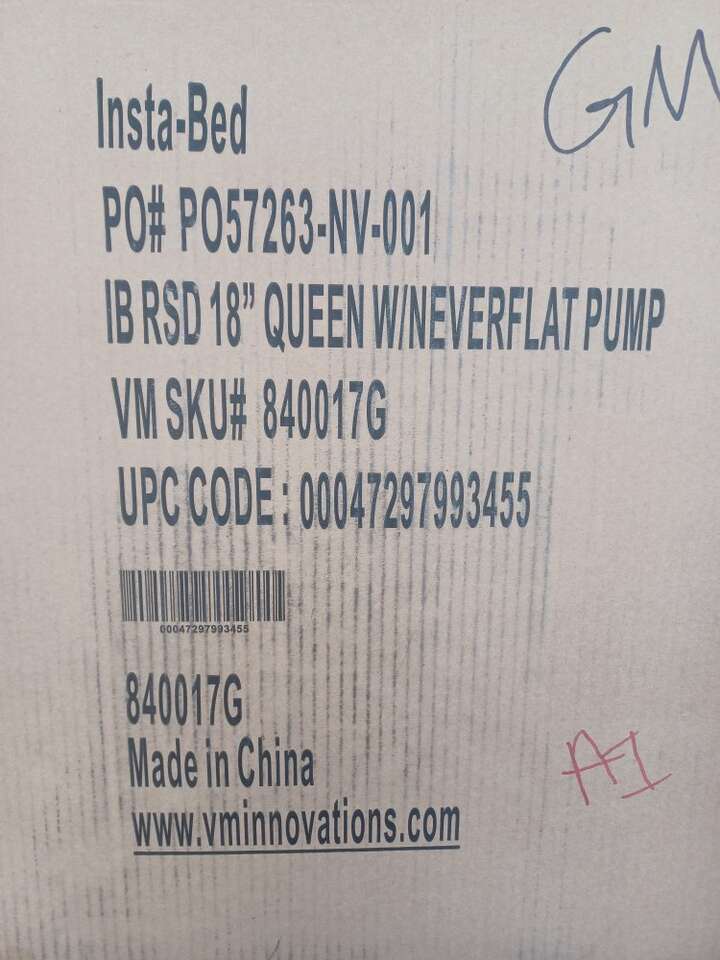 GM
Insta-Bed
PO# PO57263-NV-001
IB RSD 18” QUEEN W/NEVERFLAT PUMP
VM SKU# 840017G
UPC CODE : 00047297993455
00047297993455
840017G
Made in China
A1
www.vminnovations.com